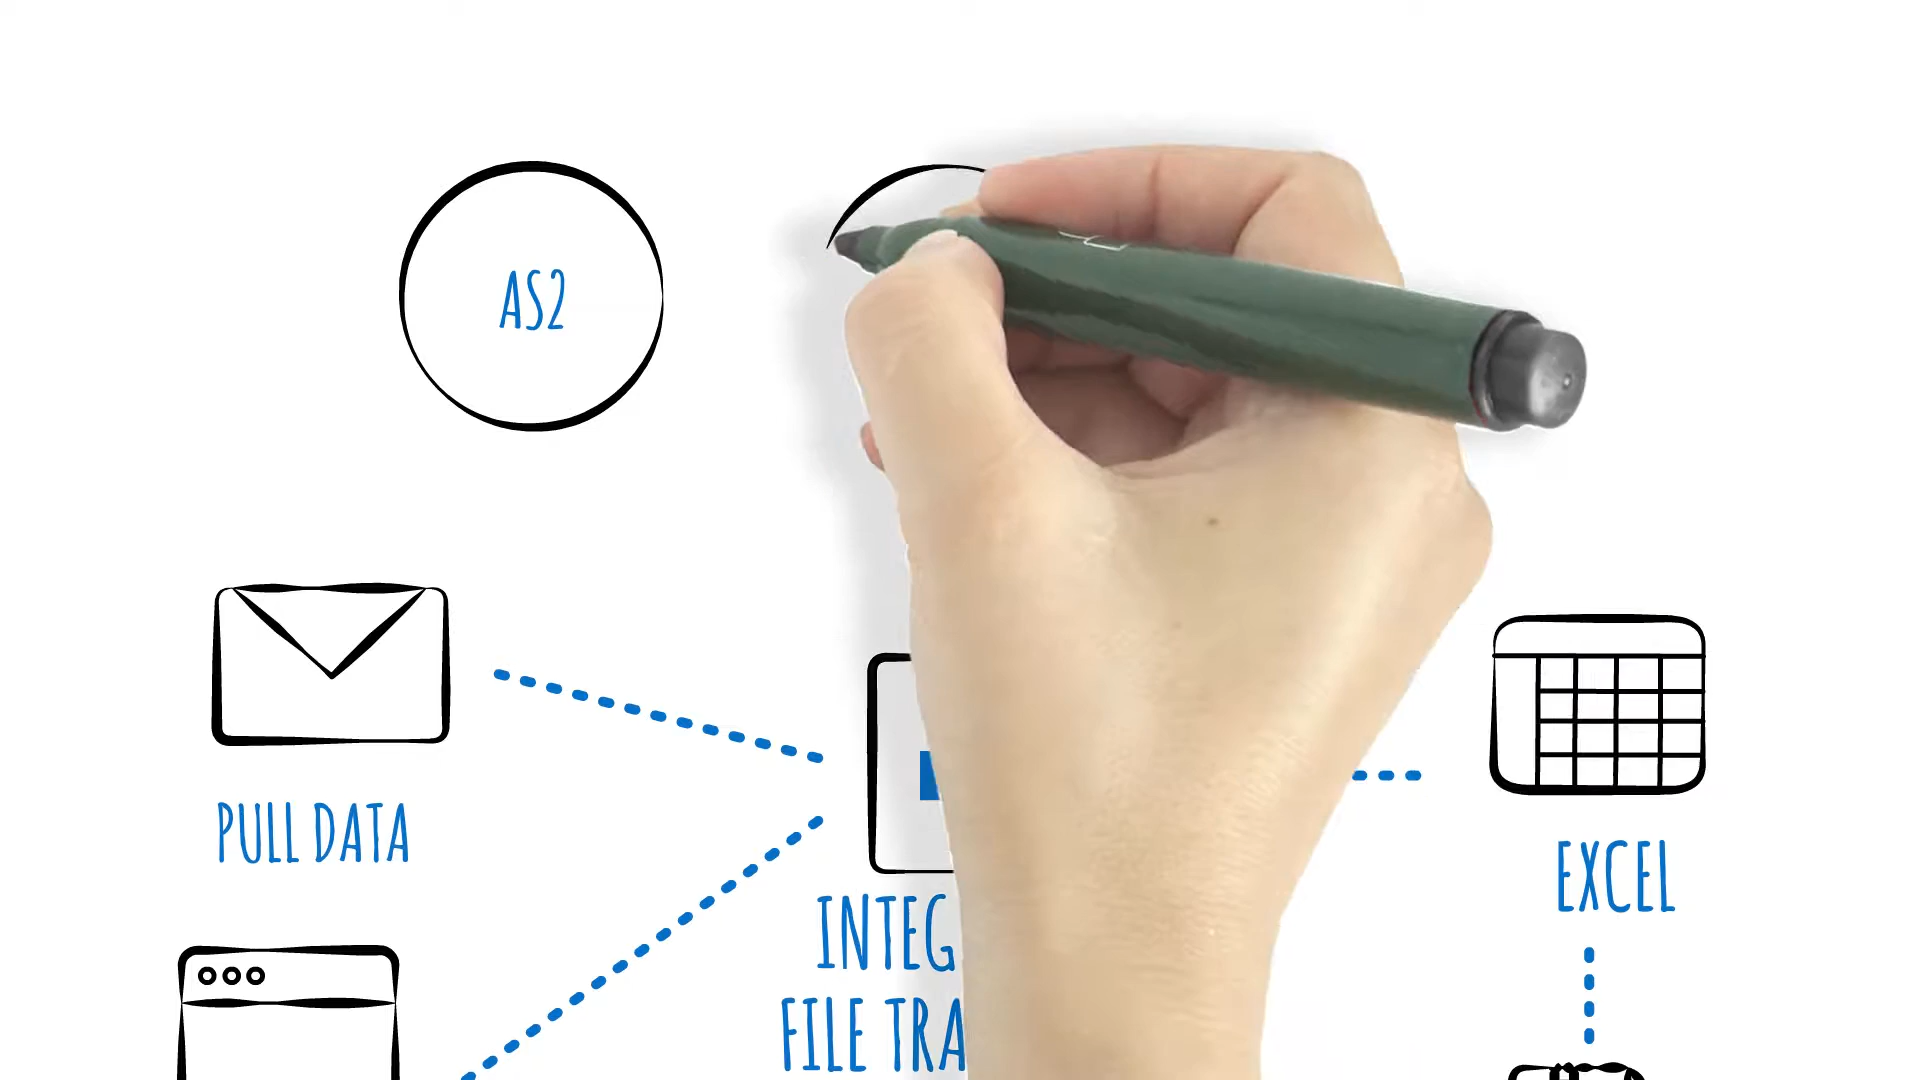 AS2
PULL DATA
EXCEL
INTEG
FILE TRA